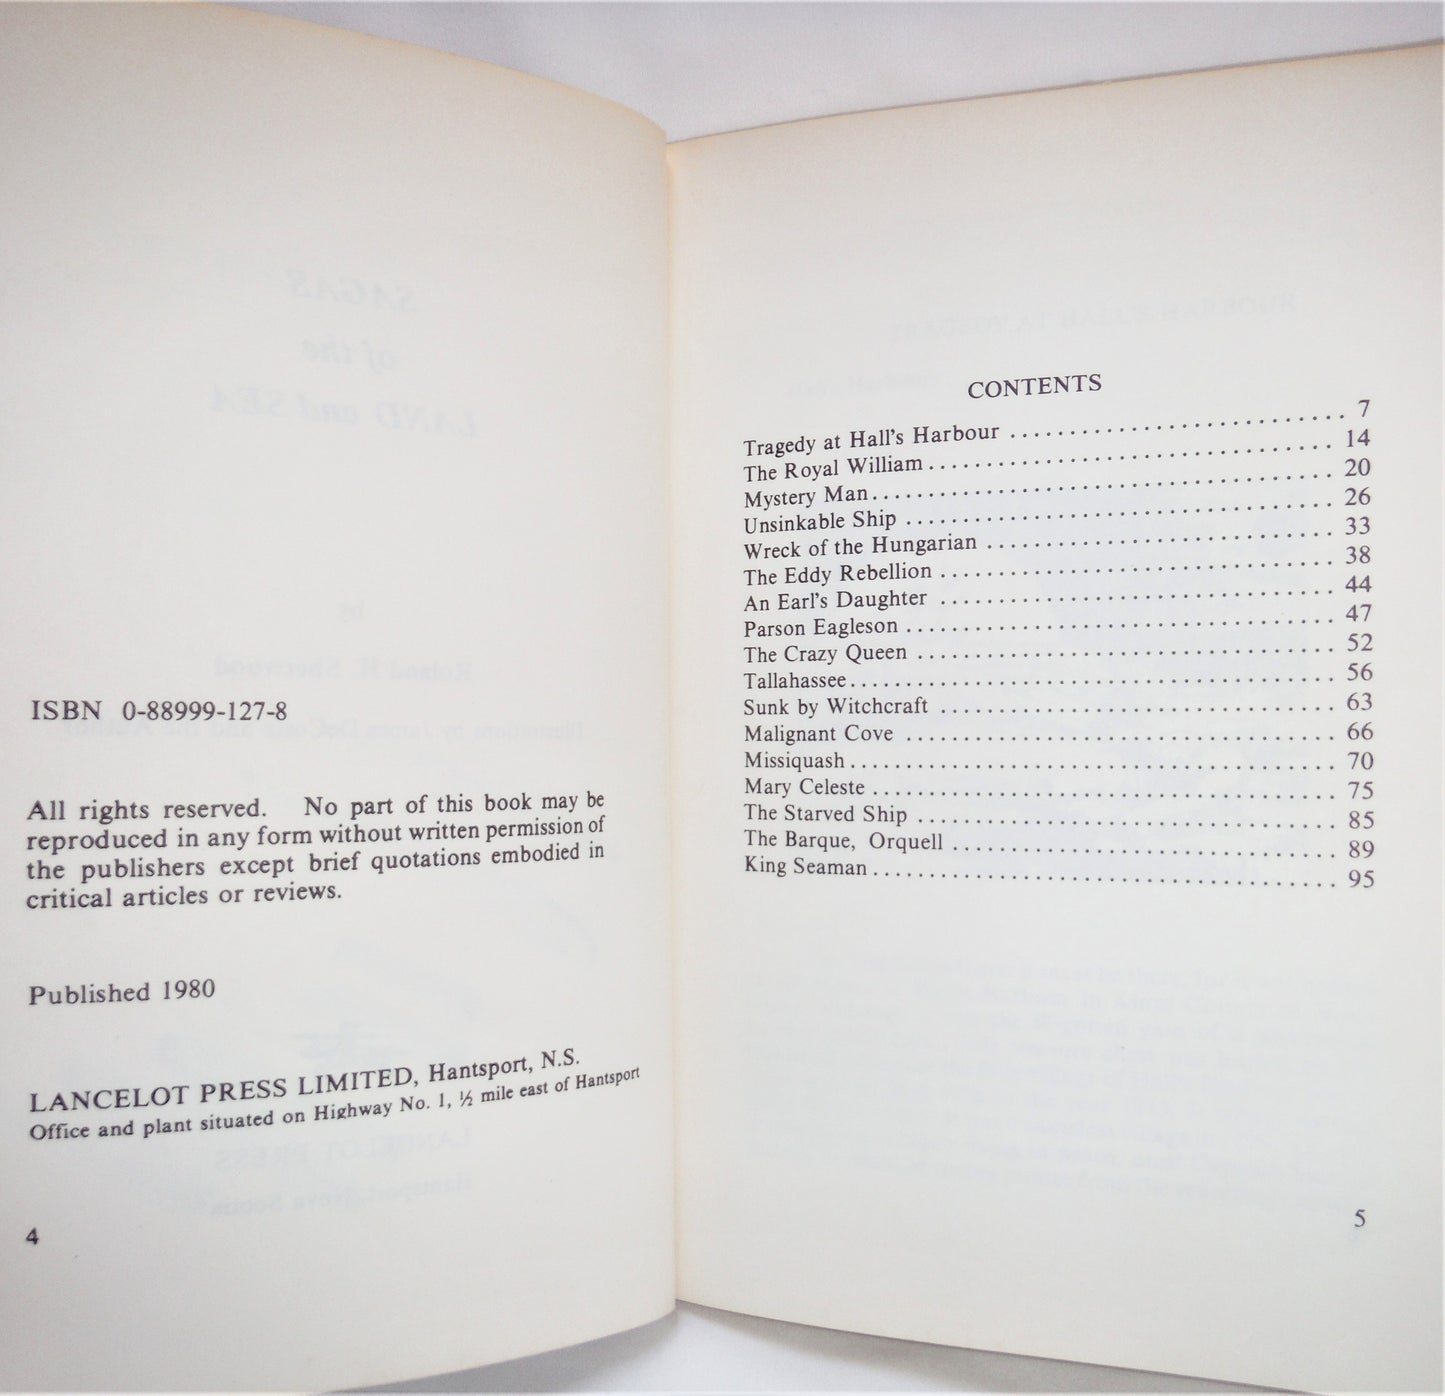 ISBN 0-88999-127-8
All rights reserved. No part of this book may be
reproduced in any form without written permission of
the publishers except brief quotations embodied in
critical articles or reviews.
Published 1980
LANCELOT PRESS LIMITED, Hantsport, N.S.
Office and plant situated on Highway No. 1, ½ mile east of Hantsport
4
CONTENTS
Tragedy at Hall's Harbour ............................ 7
The Royal William .................................. 14
Mystery Man ....................................... 20
Unsinkable Ship .................................... 26
Wreck of the Hungarian .............................. 33
The Eddy Rebellion ................................. 38
An Earl's Daughter ................................. 44
Parson Eagleson .................................... 47
The Crazy Queen ................................... 52
Tallahassee ........................................ 56
Sunk by Witchcraft ................................. 63
Malignant Cove .................................... 66
Missiquash ........................................ 70
Mary Celeste ...................................... 75
The Starved Ship ................................... 85
The Barque, Orquell ................................ 89
King Seaman ...................................... 95
5